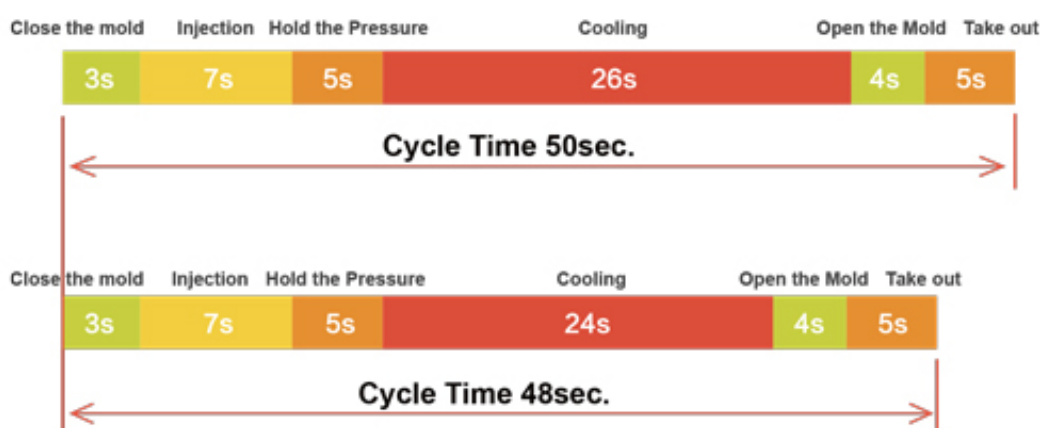 Close the mold Injection Hold the Pressure Cooling Open the Mold Take out
3s 7s 5s 26s 4s 5s
Cycle Time 50sec.
Close the mold Injection Hold the Pressure Cooling Open the Mold Take out
3s 7s 5s 24s 4s 5s
Cycle Time 48sec.